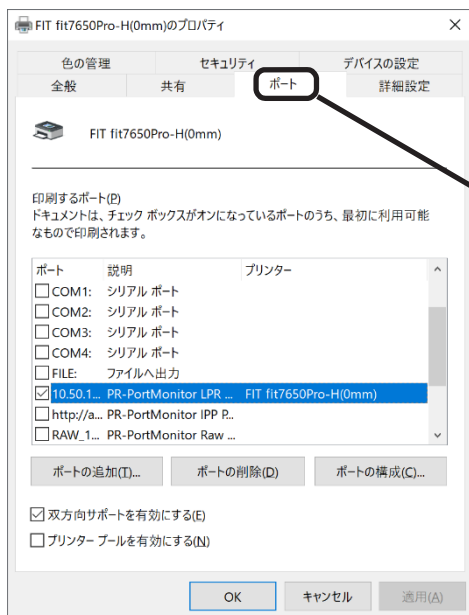 FIT fit7650Pro-H(0mm)のプロパティ
色の管理 セキュリティ デバイスの設定
全般 共有 ポート 詳細設定
FIT fit7650Pro-H(0mm)
印刷するポート(P)
ドキュメントは、チェック ボックスがオンになっているポートのうち、最初に利用可能
なもので印刷されます。
ポート 説明 プリンター
COM1: シリアル ポート
COM2: シリアル ポート
COM3: シリアル ポート
COM4: シリアル ポート
FILE: ファイルへ出力
10.50.1... PR-PortMonitor LPR ... FIT fit7650Pro-H(0mm)
http://a... PR-PortMonitor IPP P...
RAW_1... PR-PortMonitor Raw ...
ポートの追加(T)... ポートの削除(D) ポートの構成(C)...
双方向サポートを有効にする(E)
プリンター プールを有効にする(N)
OK キャンセル 適用(A)